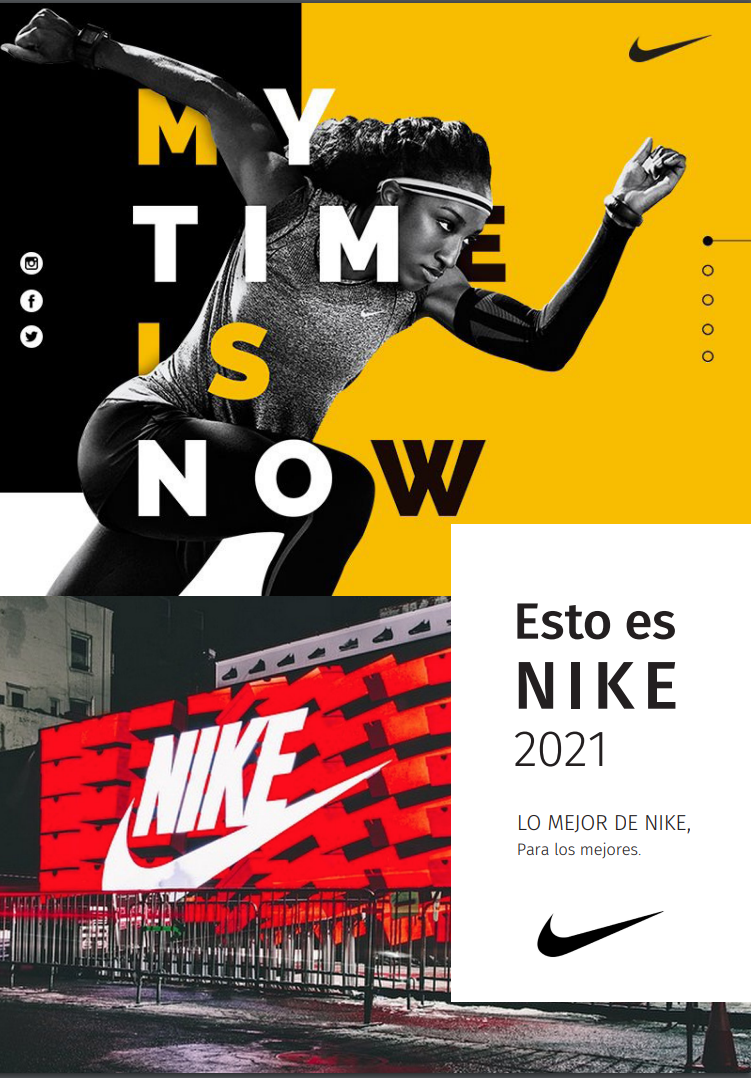 MY
TIME
IS
NOW
NIKE
Esto es
NIKE
2021
LO MEJOR DE NIKE,
Para los mejores.